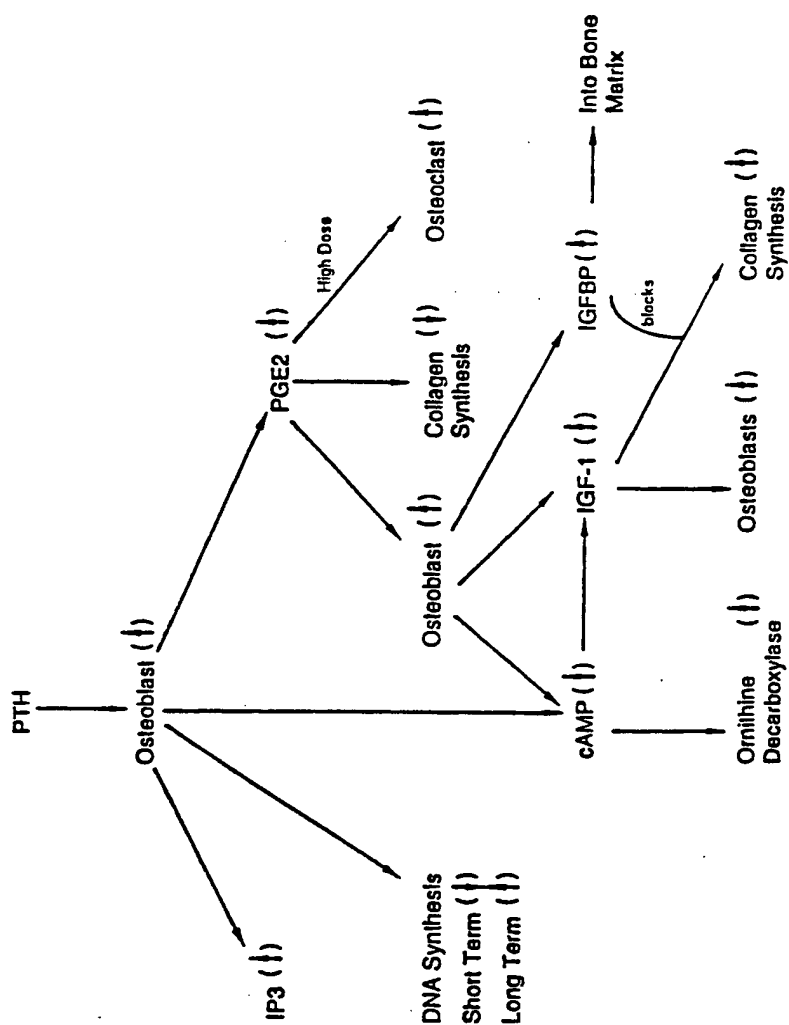 PTH
Osteoblast
IP3
PGE2
High Dose
DNA Synthesis
Short Term
Long Term
Osteoblast
Collagen
Synthesis
Osteoclast
cAMP
IGF-1
IGFBP
Into Bone
Matrix
blocks
Ornithine
Decarboxylase
Osteoblasts
Collagen
Synthesis